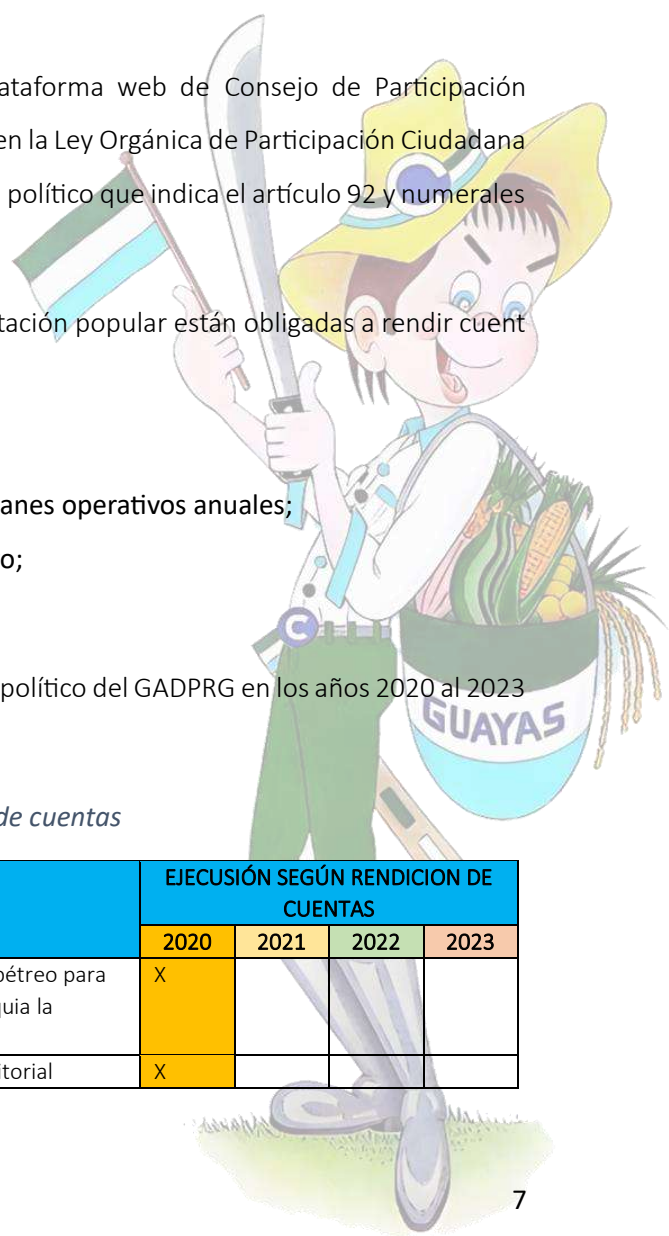 ataforma web de Consejo de Participación
en la Ley Orgánica de Participación Ciudadana
político que indica el artículo 92 y numerales
tación popular están obligadas a rendir cuent
anes operativos anuales;
o;
político del GADPRG en los años 2020 al 2023
C
GUAYAS
de cuentas
EJECUSIÓN SEGÚN RENDICION DE
CUENTAS
2020 2021 2022 2023
pétreo para X
uia la
itorial X
7